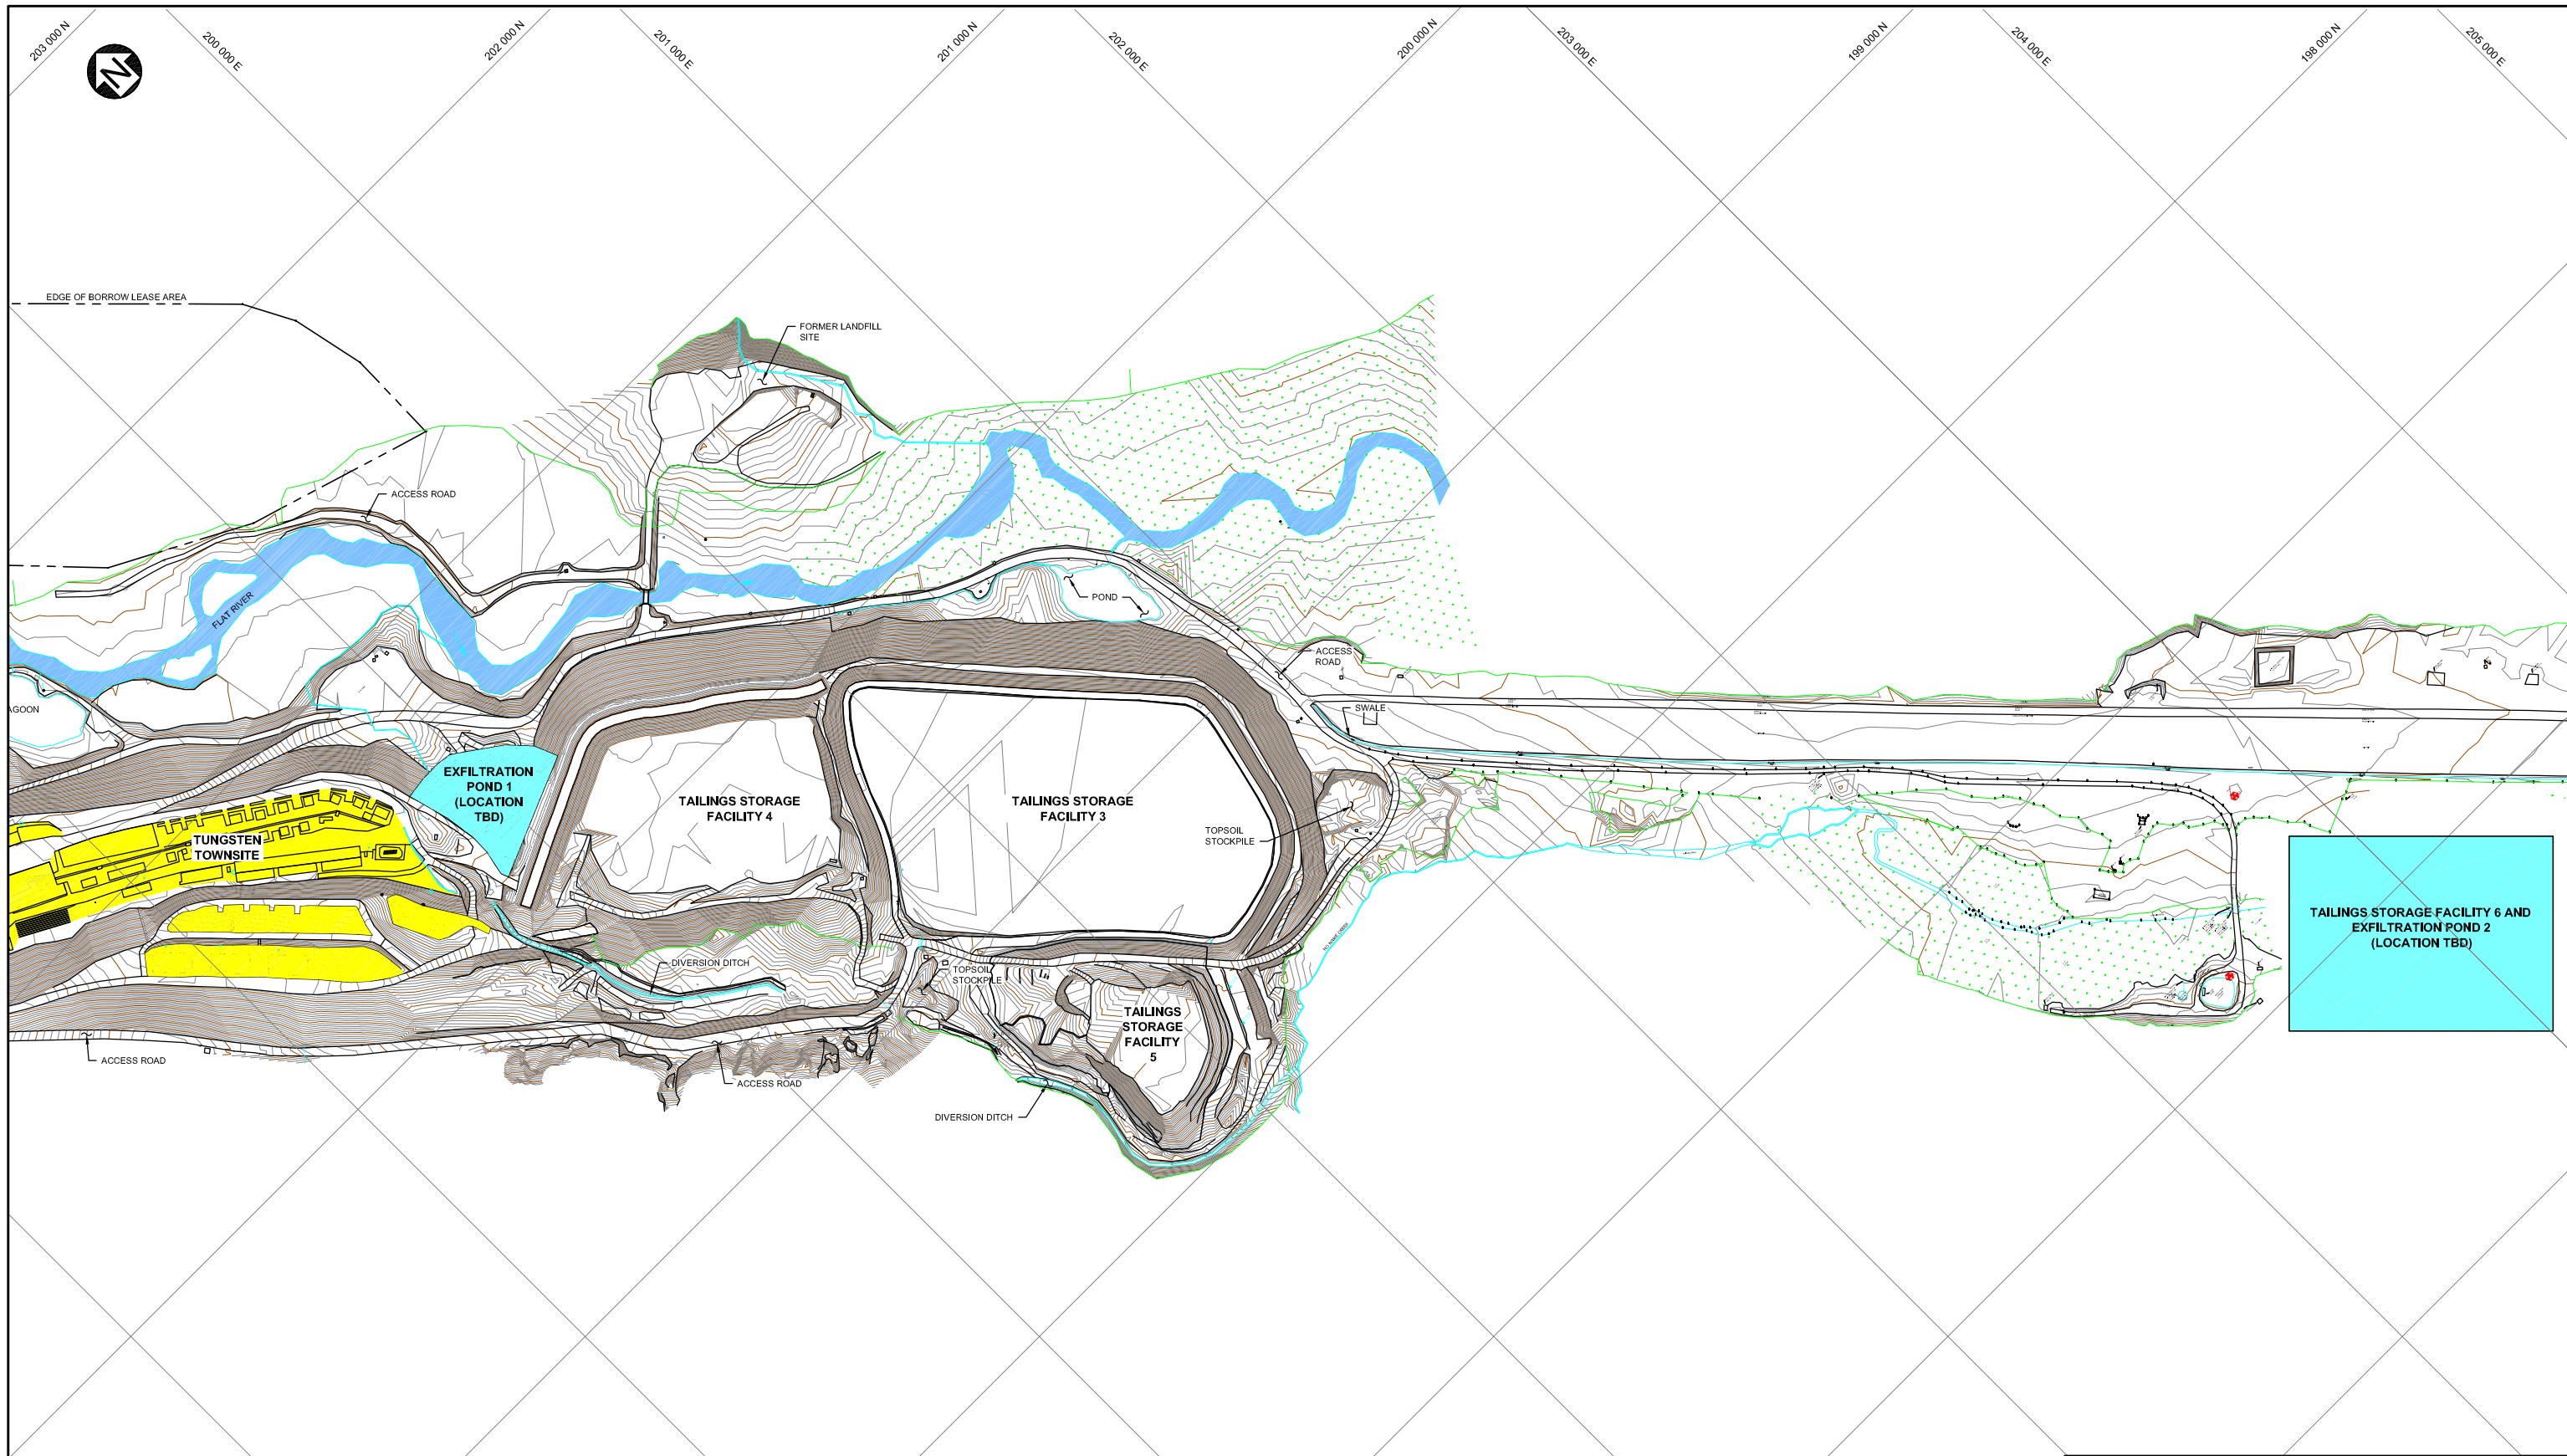 203 000 N
200 000 E
202 000 N
201 000 E
201 000 N
202 000 E
200 000 N
203 000 E
199 000 N
204 000 E
198 000 N
205 000 E
N
EDGE OF BORROW LEASE AREA
FORMER LANDFILL
SITE
ACCESS ROAD
FLAT RIVER
POND
ACCESS
ROAD
AGOON
SWALE
EXFILTRATION
POND 1
(LOCATION
TBD)
TAILINGS STORAGE
FACILITY 4
TAILINGS STORAGE
FACILITY 3
TUNGSTEN
TOWNSITE
TOPSOIL
STOCKPILE
TAILINGS STORAGE FACILITY 6 AND
EXFILTRATION POND 2
(LOCATION TBD)
NO NAME CREEK
DIVERSION DITCH
TOPSOIL
STOCKPILE
TAILINGS
STORAGE
FACILITY
5
ACCESS ROAD
ACCESS ROAD
DIVERSION DITCH